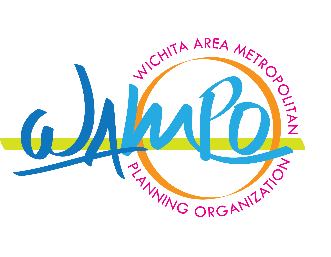 WICHITA AREA METROPOLITAN
WAMPO
PLANNING ORGANIZATION